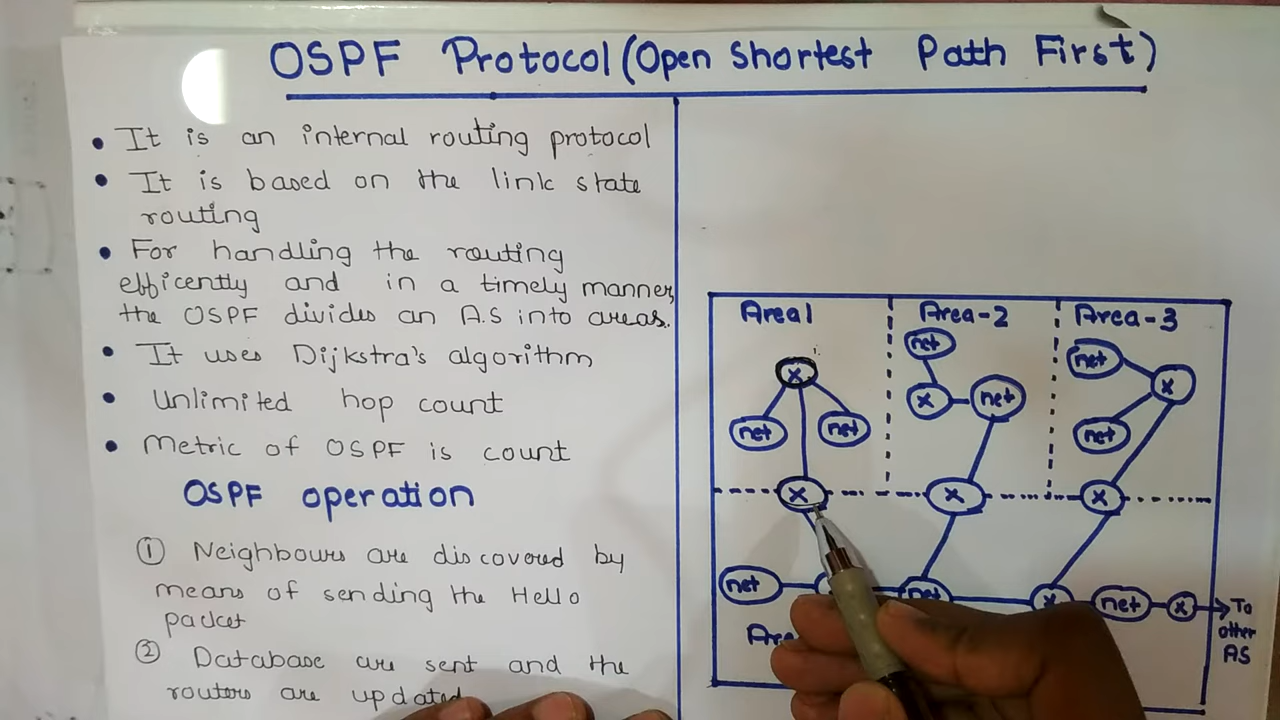 OSPF Protocol (Open Shortest Path First)
• It is an internal routing protocol
• It is based on the link state
routing
• For handling the routing
efficently and in a timely manner,
the OSPF divides an A.S into areas.
• It uses Dijkstra's algorithm
• Unlimited hop count
• Metric of OSPF is count
OSPF operation
① Neighbours are discovered by
means of sending the Hello
packet
② Database are sent and the
routers are updated
Area1 Area-2 Area-3
net
net
x
x
net
x
net
net
net
net
x
x
x
net
net
x
net
x
To
other
AS